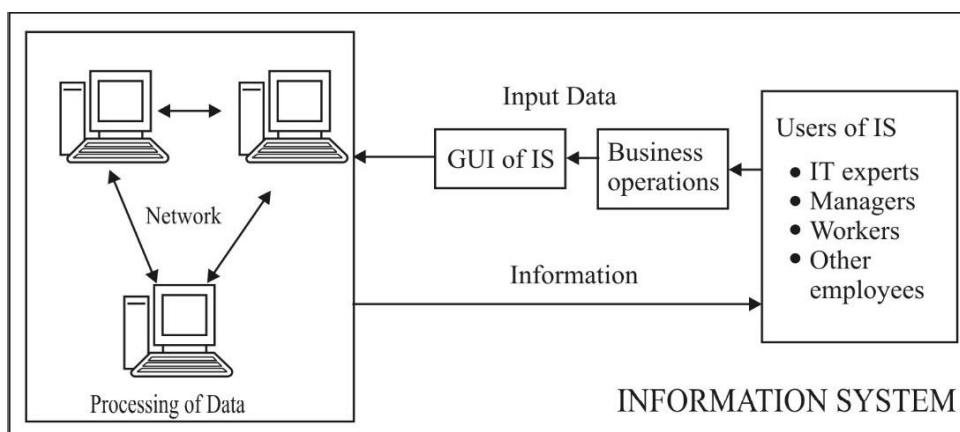 Input Data
Users of IS
GUI of IS
Business
operations
• IT experts
• Managers
• Workers
• Other
employees
Network
Information
Processing of Data
INFORMATION SYSTEM